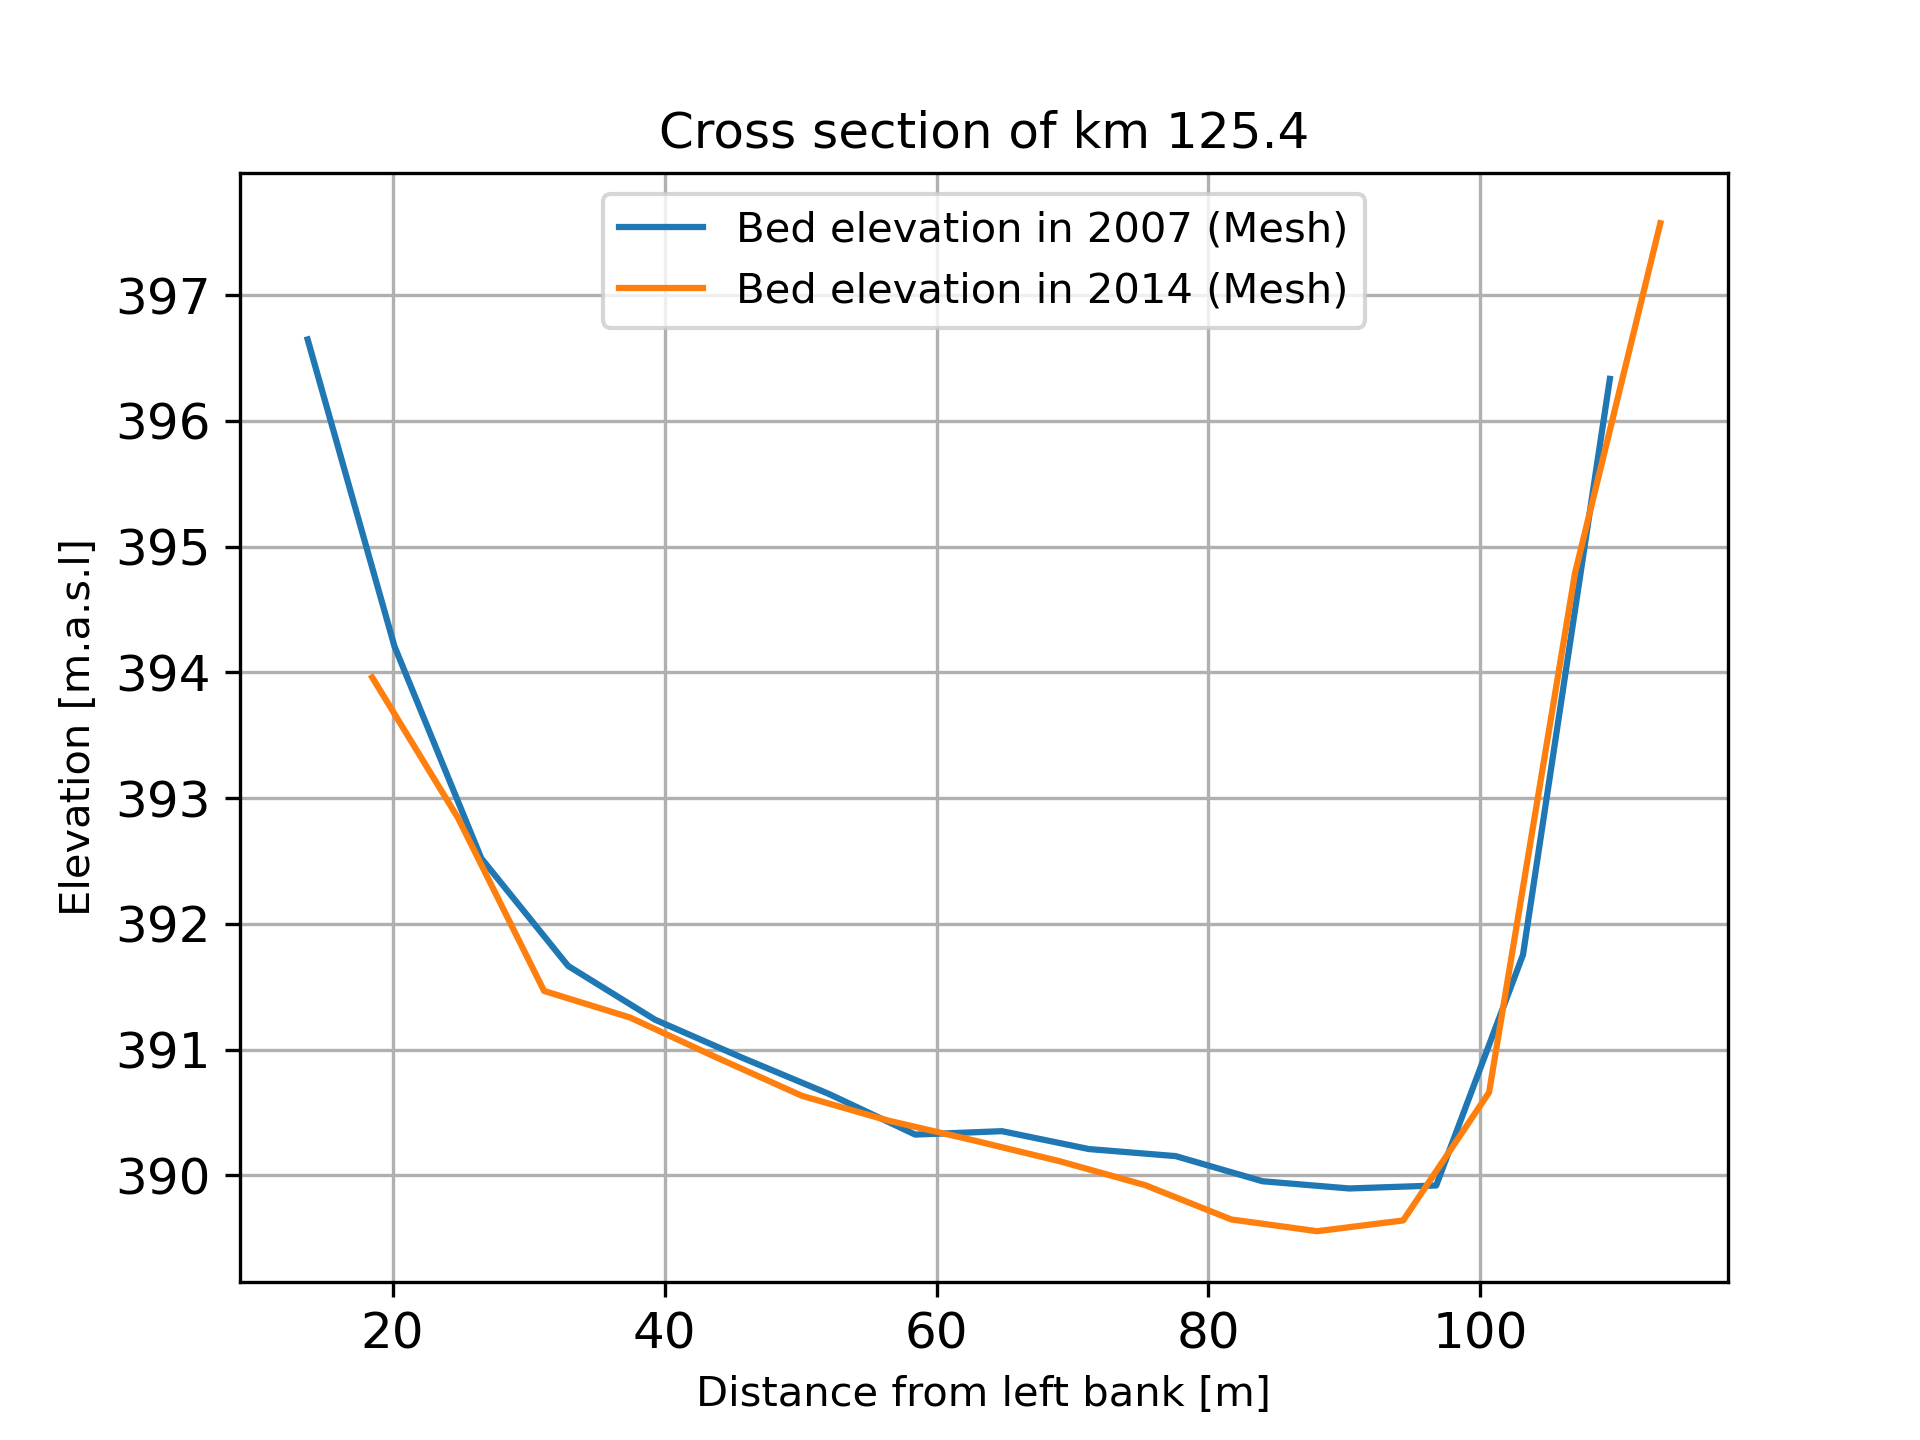 Cross section of km 125.4
Bed elevation in 2007 (Mesh)
Bed elevation in 2014 (Mesh)
397
396
395
394
393
392
391
390
Elevation [m.a.s.l]
20 40 60 80 100
Distance from left bank [m]